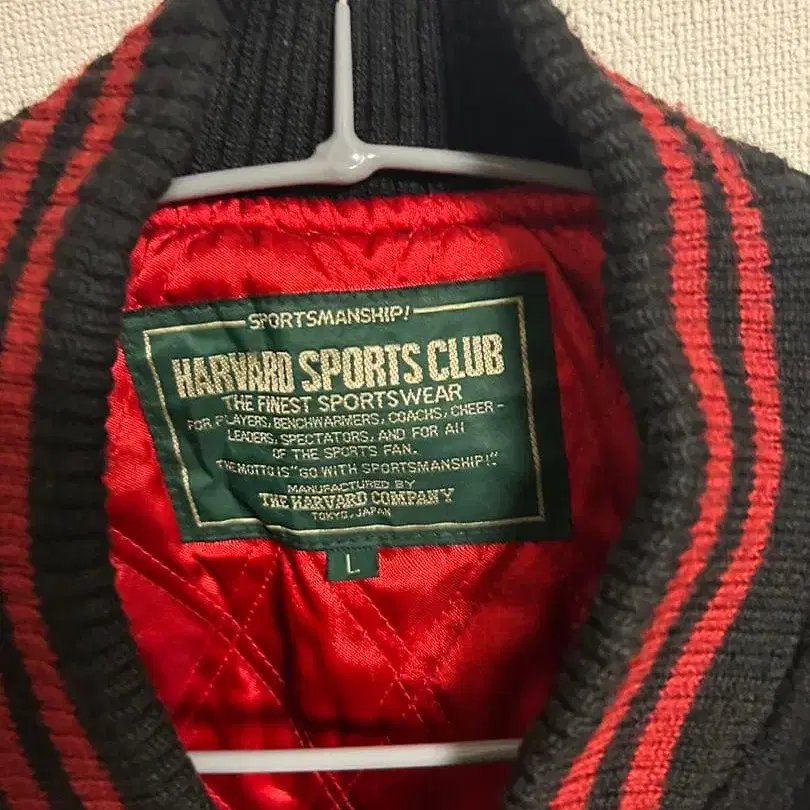 SPORTSMANSHIP!
HARVARD SPORTS CLUB
THE FINEST SPORTSWEAR
FOR PLAYERS, BENCHWARMERS, COACHS, CHEER-
LEADERS, SPECTATORS, AND FOR All
OF THE SPORTS FAN.
THE MOTTO IS "GO WITH SPORTSMANSHIP!"
MANUFACTURED BY
THE HARVARD COMPANY
TOKYO, JAPAN
L